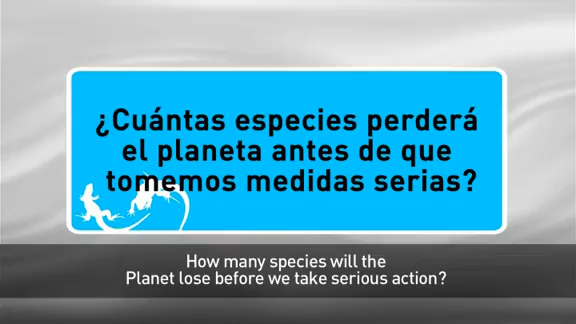 ¿Cuántas especies perderá
el planeta antes de que
tomemos medidas serias?
How many species will the
Planet lose before we take serious action?